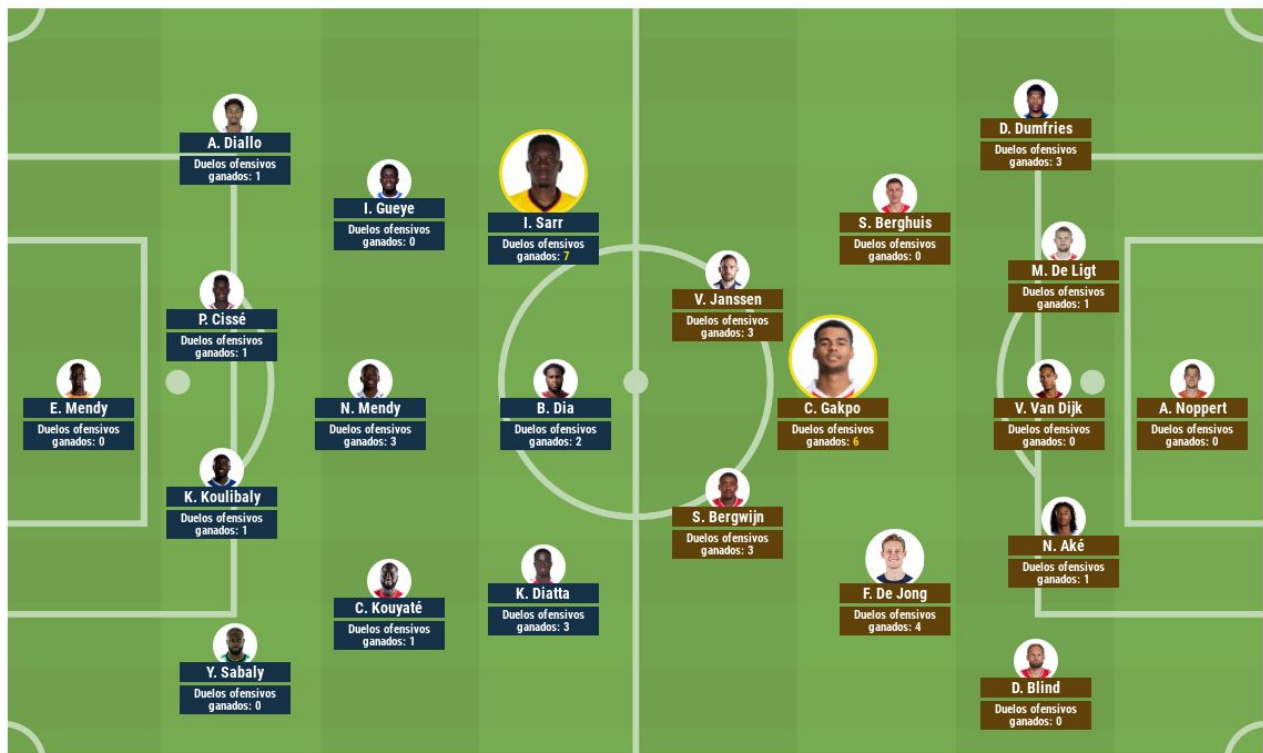 A. Diallo
Duelos ofensivos
ganados: 1
I. Gueye
Duelos ofensivos
ganados: 0
I. Sarr
Duelos ofensivos
ganados: 7
P. Cissé
Duelos ofensivos
ganados: 1
E. Mendy
Duelos ofensivos
ganados: 0
N. Mendy
Duelos ofensivos
ganados: 3
B. Dia
Duelos ofensivos
ganados: 2
K. Koulibaly
Duelos ofensivos
ganados: 1
C. Kouyaté
Duelos ofensivos
ganados: 1
K. Diatta
Duelos ofensivos
ganados: 3
Y. Sabaly
Duelos ofensivos
ganados: 0
D. Dumfries
Duelos ofensivos
ganados: 3
S. Berghuis
Duelos ofensivos
ganados: 0
M. De Ligt
Duelos ofensivos
ganados: 1
V. Janssen
Duelos ofensivos
ganados: 3
C. Gakpo
Duelos ofensivos
ganados: 6
V. Van Dijk
Duelos ofensivos
ganados: 0
A. Noppert
Duelos ofensivos
ganados: 0
S. Bergwijn
Duelos ofensivos
ganados: 3
N. Aké
Duelos ofensivos
ganados: 1
F. De Jong
Duelos ofensivos
ganados: 4
D. Blind
Duelos ofensivos
ganados: 0